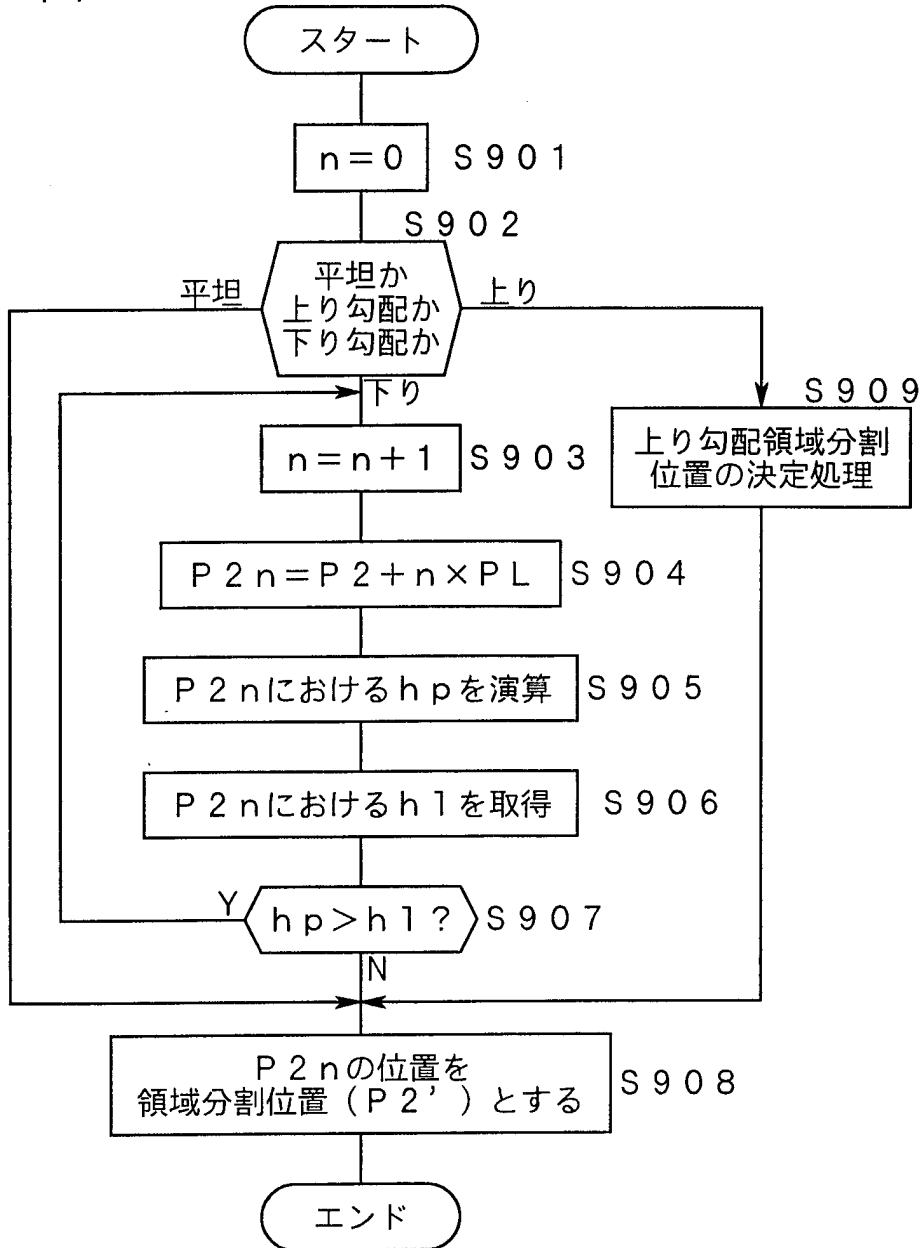 スタート
n=0
S901
S902
平坦か
上り勾配か
下り勾配か
平坦
上り
下り
S909
上り勾配領域分割
位置の決定処理
n=n+1
S903
P2n=P2+n×PL
S904
P2nにおけるhpを演算
S905
P2nにおけるh1を取得
S906
Y
hp>h1?
S907
N
P2nの位置を
領域分割位置(P2')とする
S908
エンド